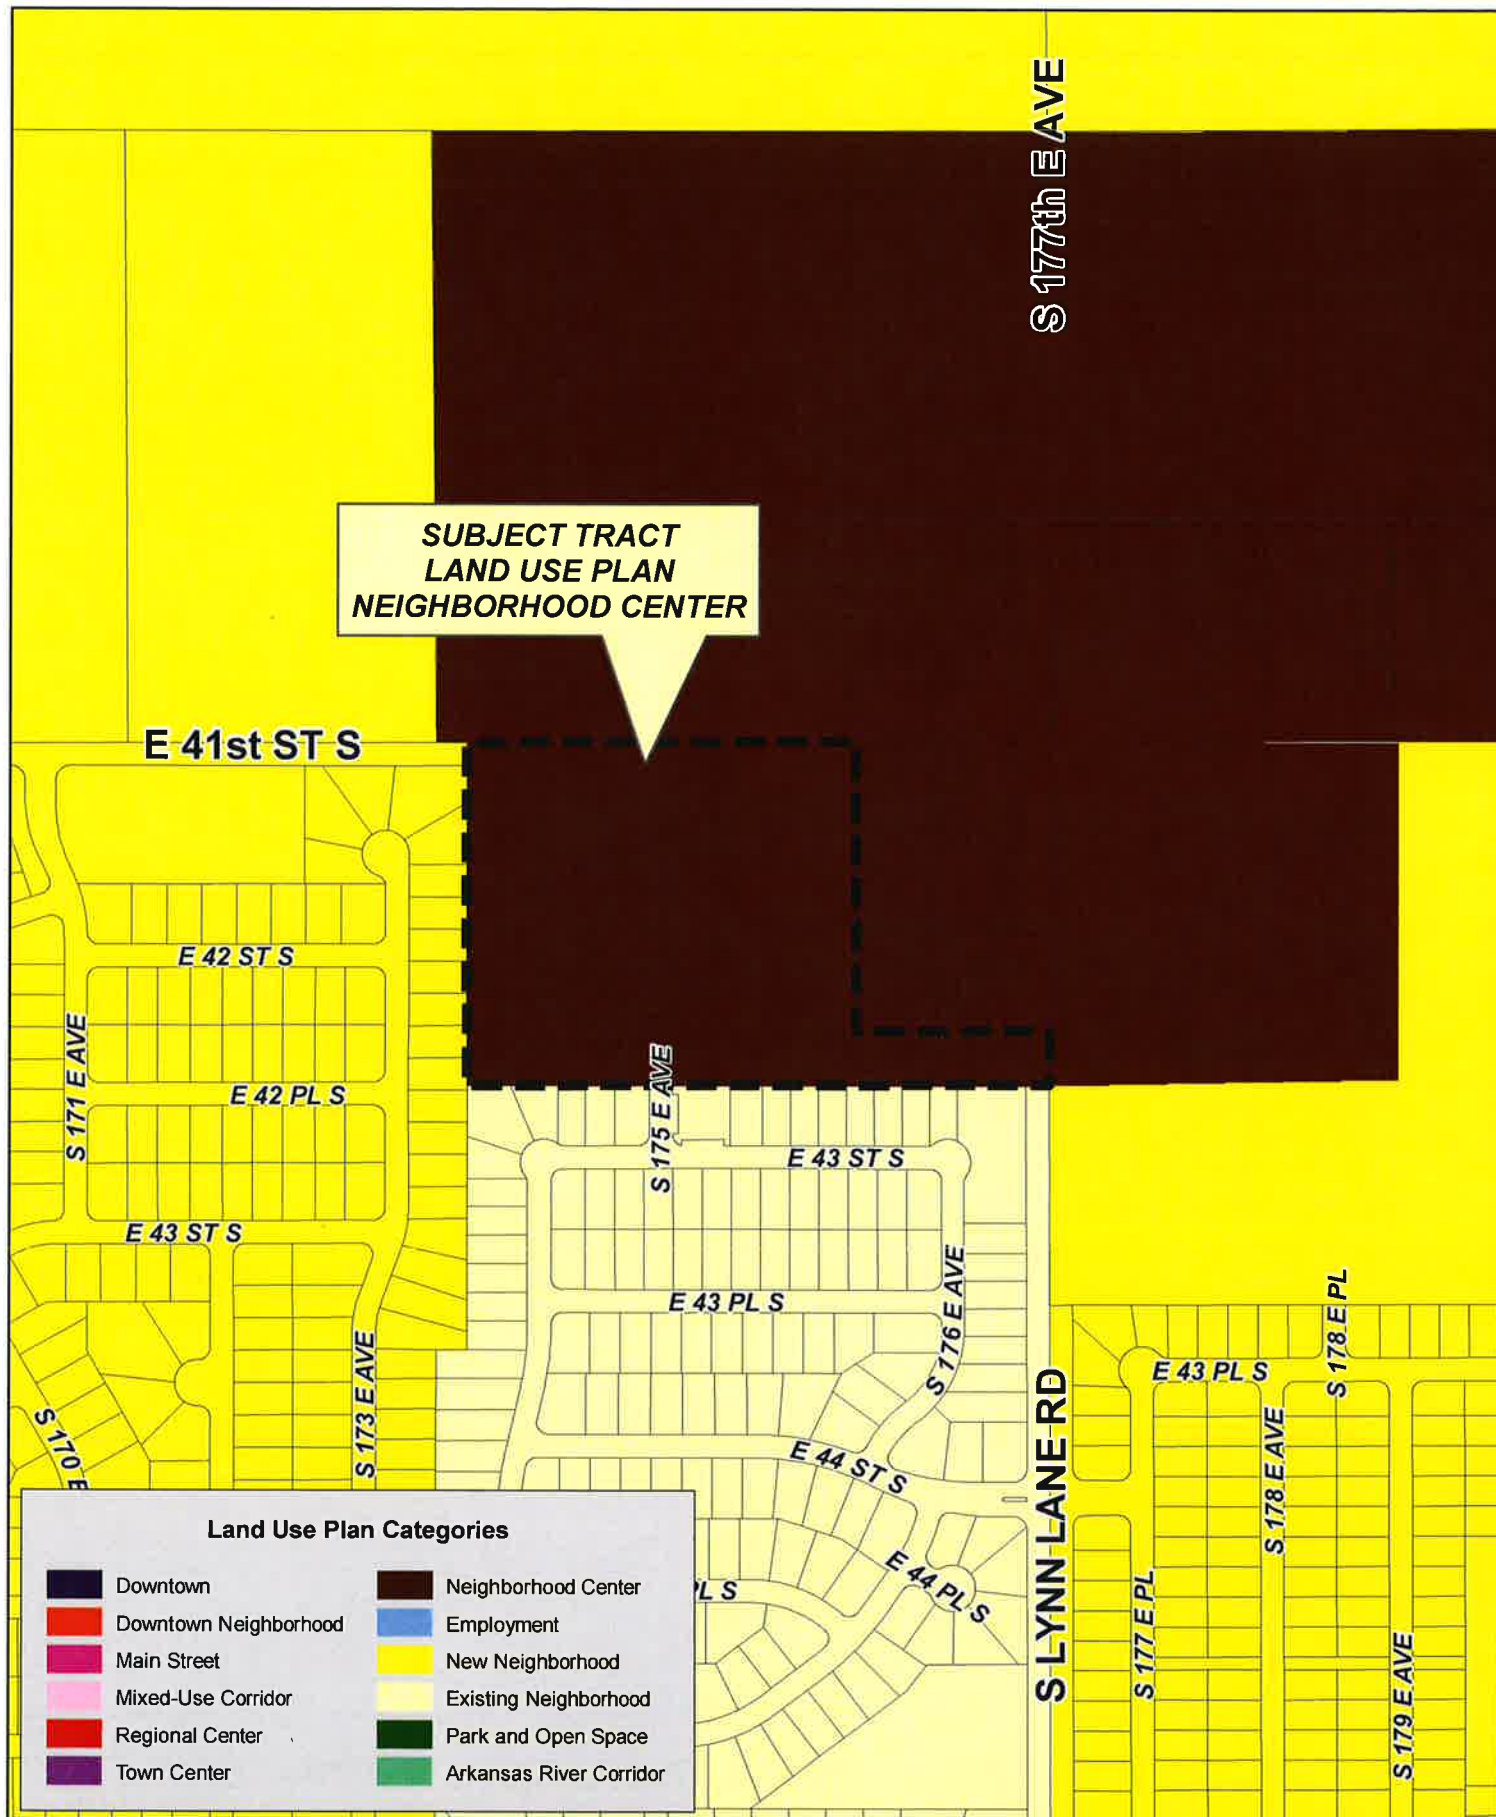 S 177th E AVE
SUBJECT TRACT
LAND USE PLAN
NEIGHBORHOOD CENTER
E 41st ST S
E 42 ST S
S 171 E AVE
E 42 PL S
S 175 E AVE
E 43 ST S
E 43 ST S
E 43 PL S
S 176 E AVE
S 178 E PL
E 43 PL S
S 173 E AVE
S 170 E
E 44 ST S
S LYNN LANE RD
S 178 E AVE
E 44 PL S
PL S
S 177 E PL
S 179 E AVE
Land Use Plan Categories
Downtown
Downtown Neighborhood
Main Street
Mixed-Use Corridor
Regional Center
Town Center
Neighborhood Center
Employment
New Neighborhood
Existing Neighborhood
Park and Open Space
Arkansas River Corridor